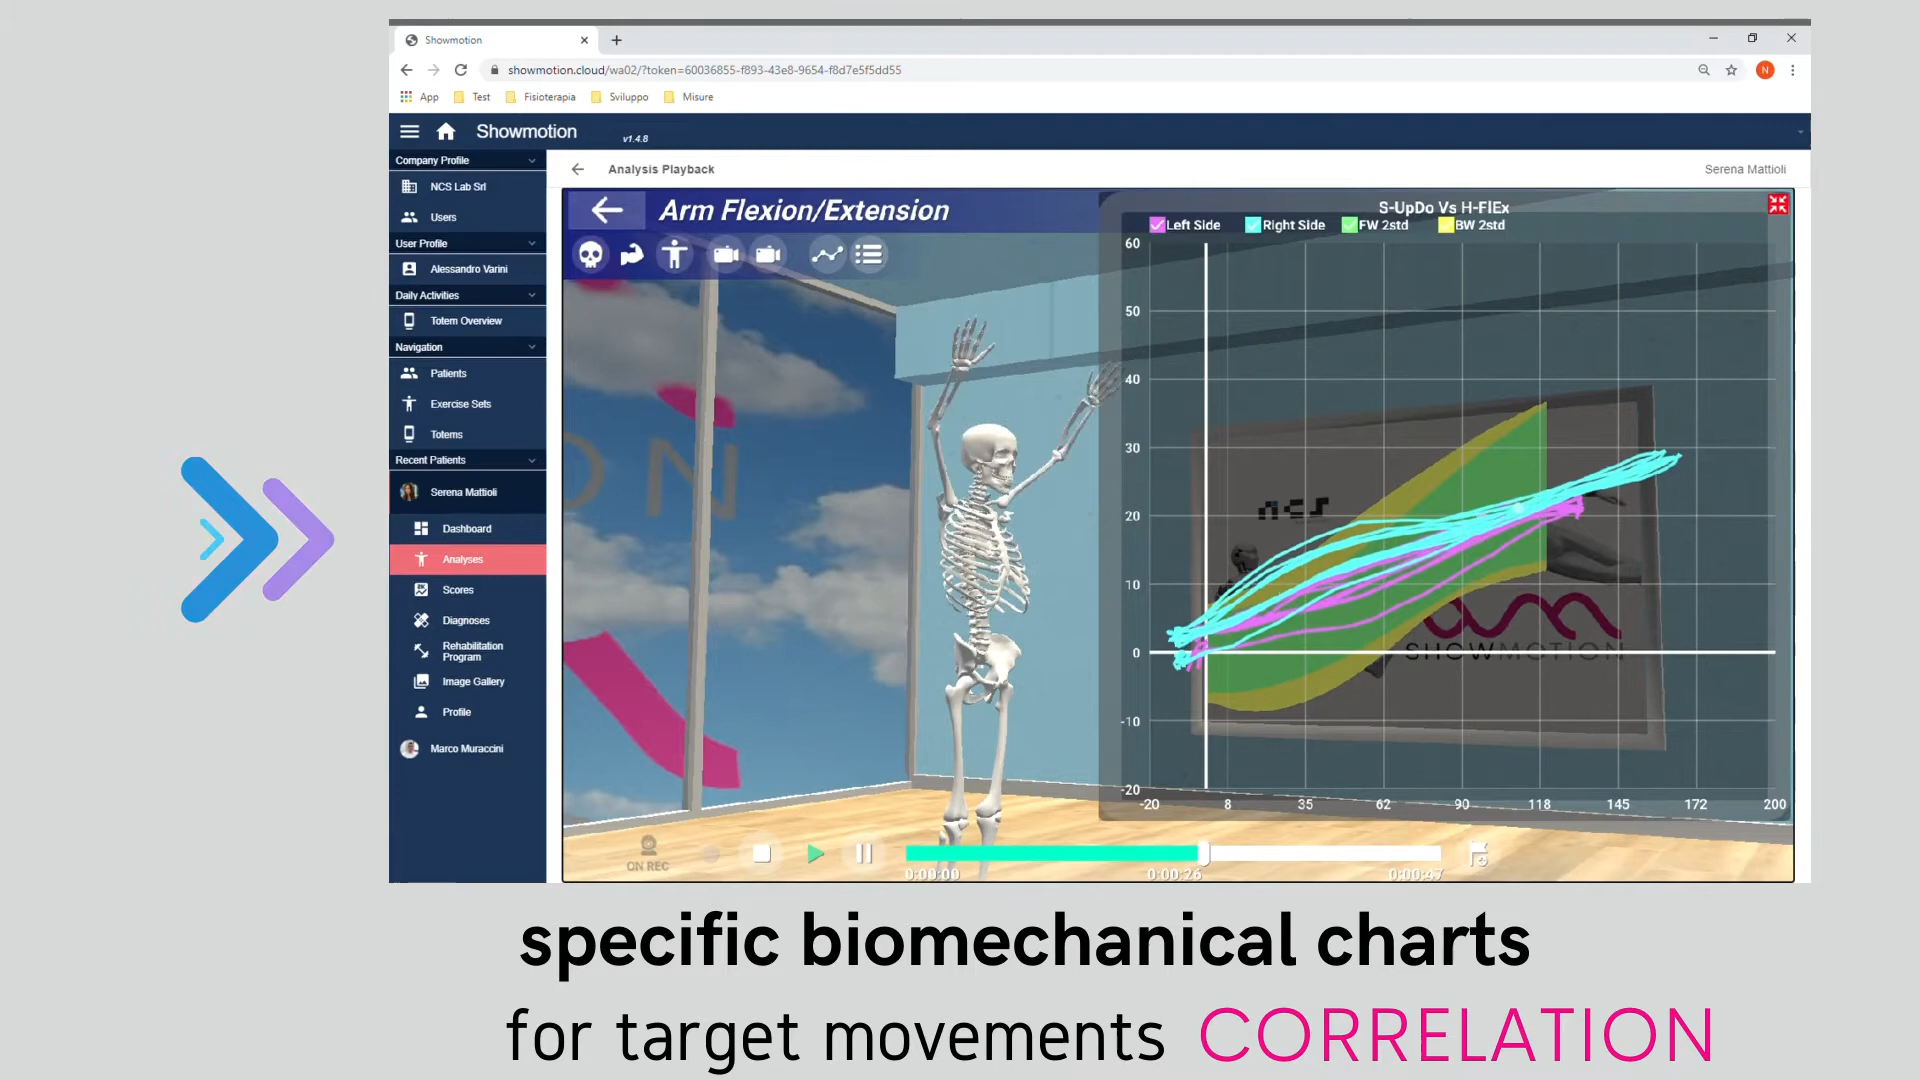 Showmotion
showmotion.cloud/wa02/?token=60036855-f893-43e8-9654-f8d7e5f5dd55
N
App Test Fisioterapia Sviluppo Misure
Showmotion v1.4.8
Company Profile
NCS Lab Srl
Users
User Profile
Alessandro Varini
Daily Activities
Totem Overview
Navigation
Patients
Exercise Sets
Totems
Recent Patients
Serena Mattioli
Dashboard
Analyses
Scores
Diagnoses
Rehabilitation
Program
Image Gallery
Profile
Marco Muraccini
Analysis Playback
Serena Mattioli
Arm Flexion/Extension
S-UpDo Vs H-FlEx
Left Side Right Side FW 2std BW 2std
60
50
40
30
20
10
0
-10
-20
-20 8 35 62 90 118 145 172 200
ncs
SHOWMOTION
ON REC
0:00:00 0:00:26 0:00:47
specific biomechanical charts
for target movements CORRELATION